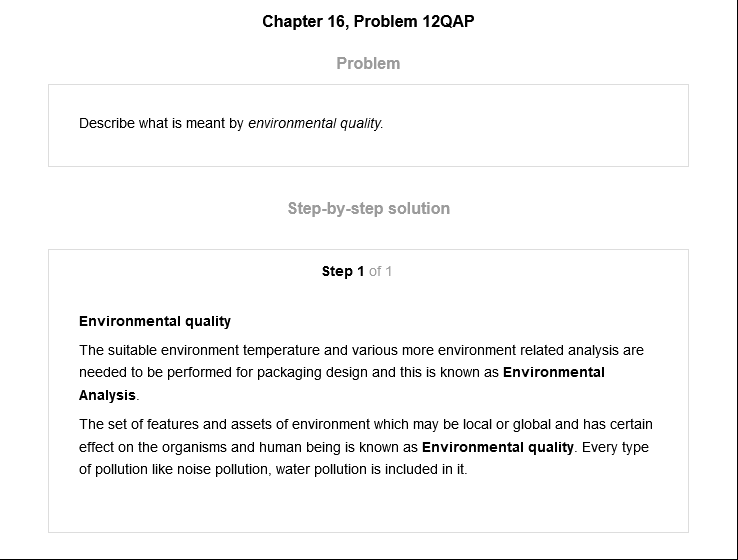 Chapter 16, Problem 12QAP
Problem
Describe what is meant by environmental quality.
Step-by-step solution
Step 1 of 1
Environmental quality
The suitable environment temperature and various more environment related analysis are
needed to be performed for packaging design and this is known as Environmental
Analysis.
The set of features and assets of environment which may be local or global and has certain
effect on the organisms and human being is known as Environmental quality. Every type
of pollution like noise pollution, water pollution is included in it.